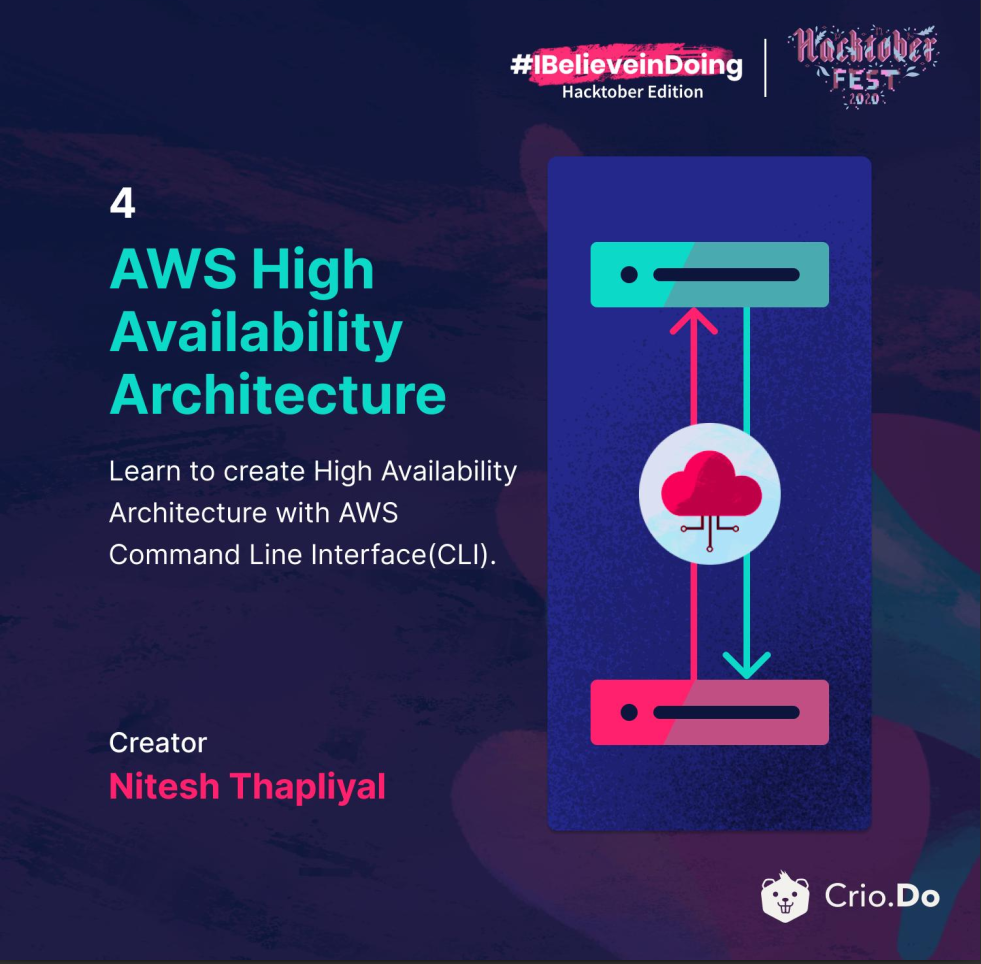 #IBelieveinDoing
Hacktober Edition
Hacktober
FEST
2020
4
AWS High
Availability
Architecture
Learn to create High Availability
Architecture with AWS
Command Line Interface(CLI).
Creator
Nitesh Thapliyal
Crio.Do